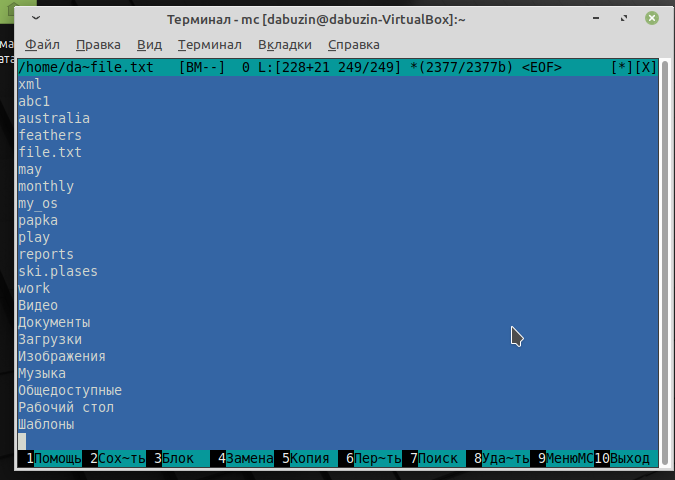 Терминал - mc [dabuzin@dabuzin-VirtualBox]:~
Файл Правка Вид Терминал Вкладки Справка
/home/da~file.txt [BM--] 0 L:[228+21 249/249] *(2377/2377b) <EOF> [*][X]
xml
abc1
australia
feathers
file.txt
may
monthly
my_os
papka
play
reports
ski.plases
work
Видео
Документы
Загрузки
Изображения
Музыка
Общедоступные
Рабочий стол
Шаблоны
1Помощь 2Сох~ть 3Блок 4Замена 5Копия 6Пер~ть 7Поиск 8Уда~ть 9МенюMC 10Выход